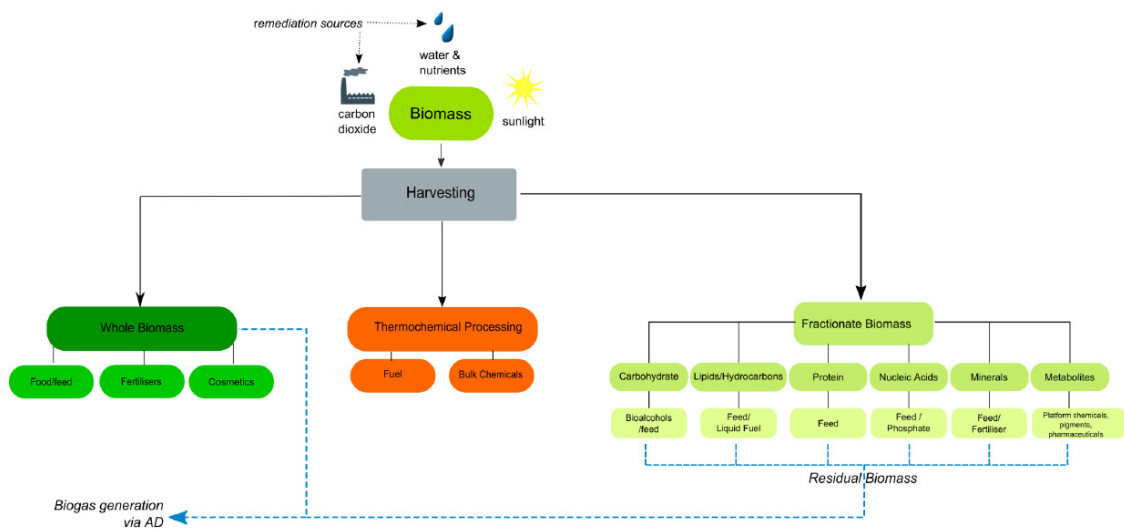 remediation sources
water &
nutrients
carbon
dioxide
Biomass
sunlight
Harvesting
Whole Biomass
Food/feed
Fertilisers
Cosmetics
Thermochemical Processing
Fuel
Bulk Chemicals
Fractionate Biomass
Carbohydrate
Lipids/Hydrocarbons
Protein
Nucleic Acids
Minerals
Metabolites
Bioalcohols
/feed
Feed/
Liquid Fuel
Feed
Feed /
Phosphate
Feed/
Fertiliser
Platform chemicals,
pigments,
pharmaceuticals
Residual Biomass
Biogas generation
via AD